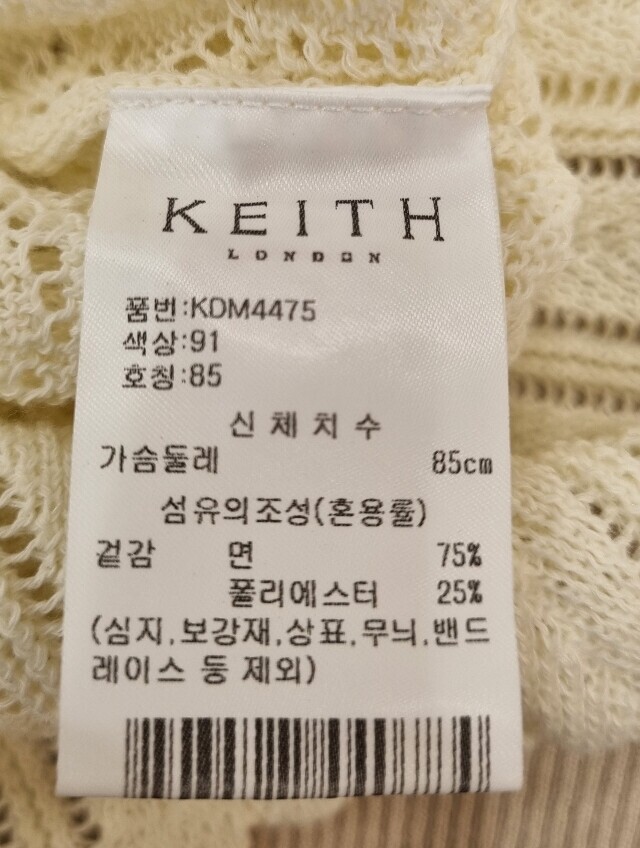 KEITH
LONDON
품번:KDM4475
색상:91
호칭:85
신체치수
가슴둘레 85cm
섬유의조성(혼용률)
겉감 면 75%
폴리에스터 25%
(심지,보강재,상표,무늬,밴드
레이스 등 제외)